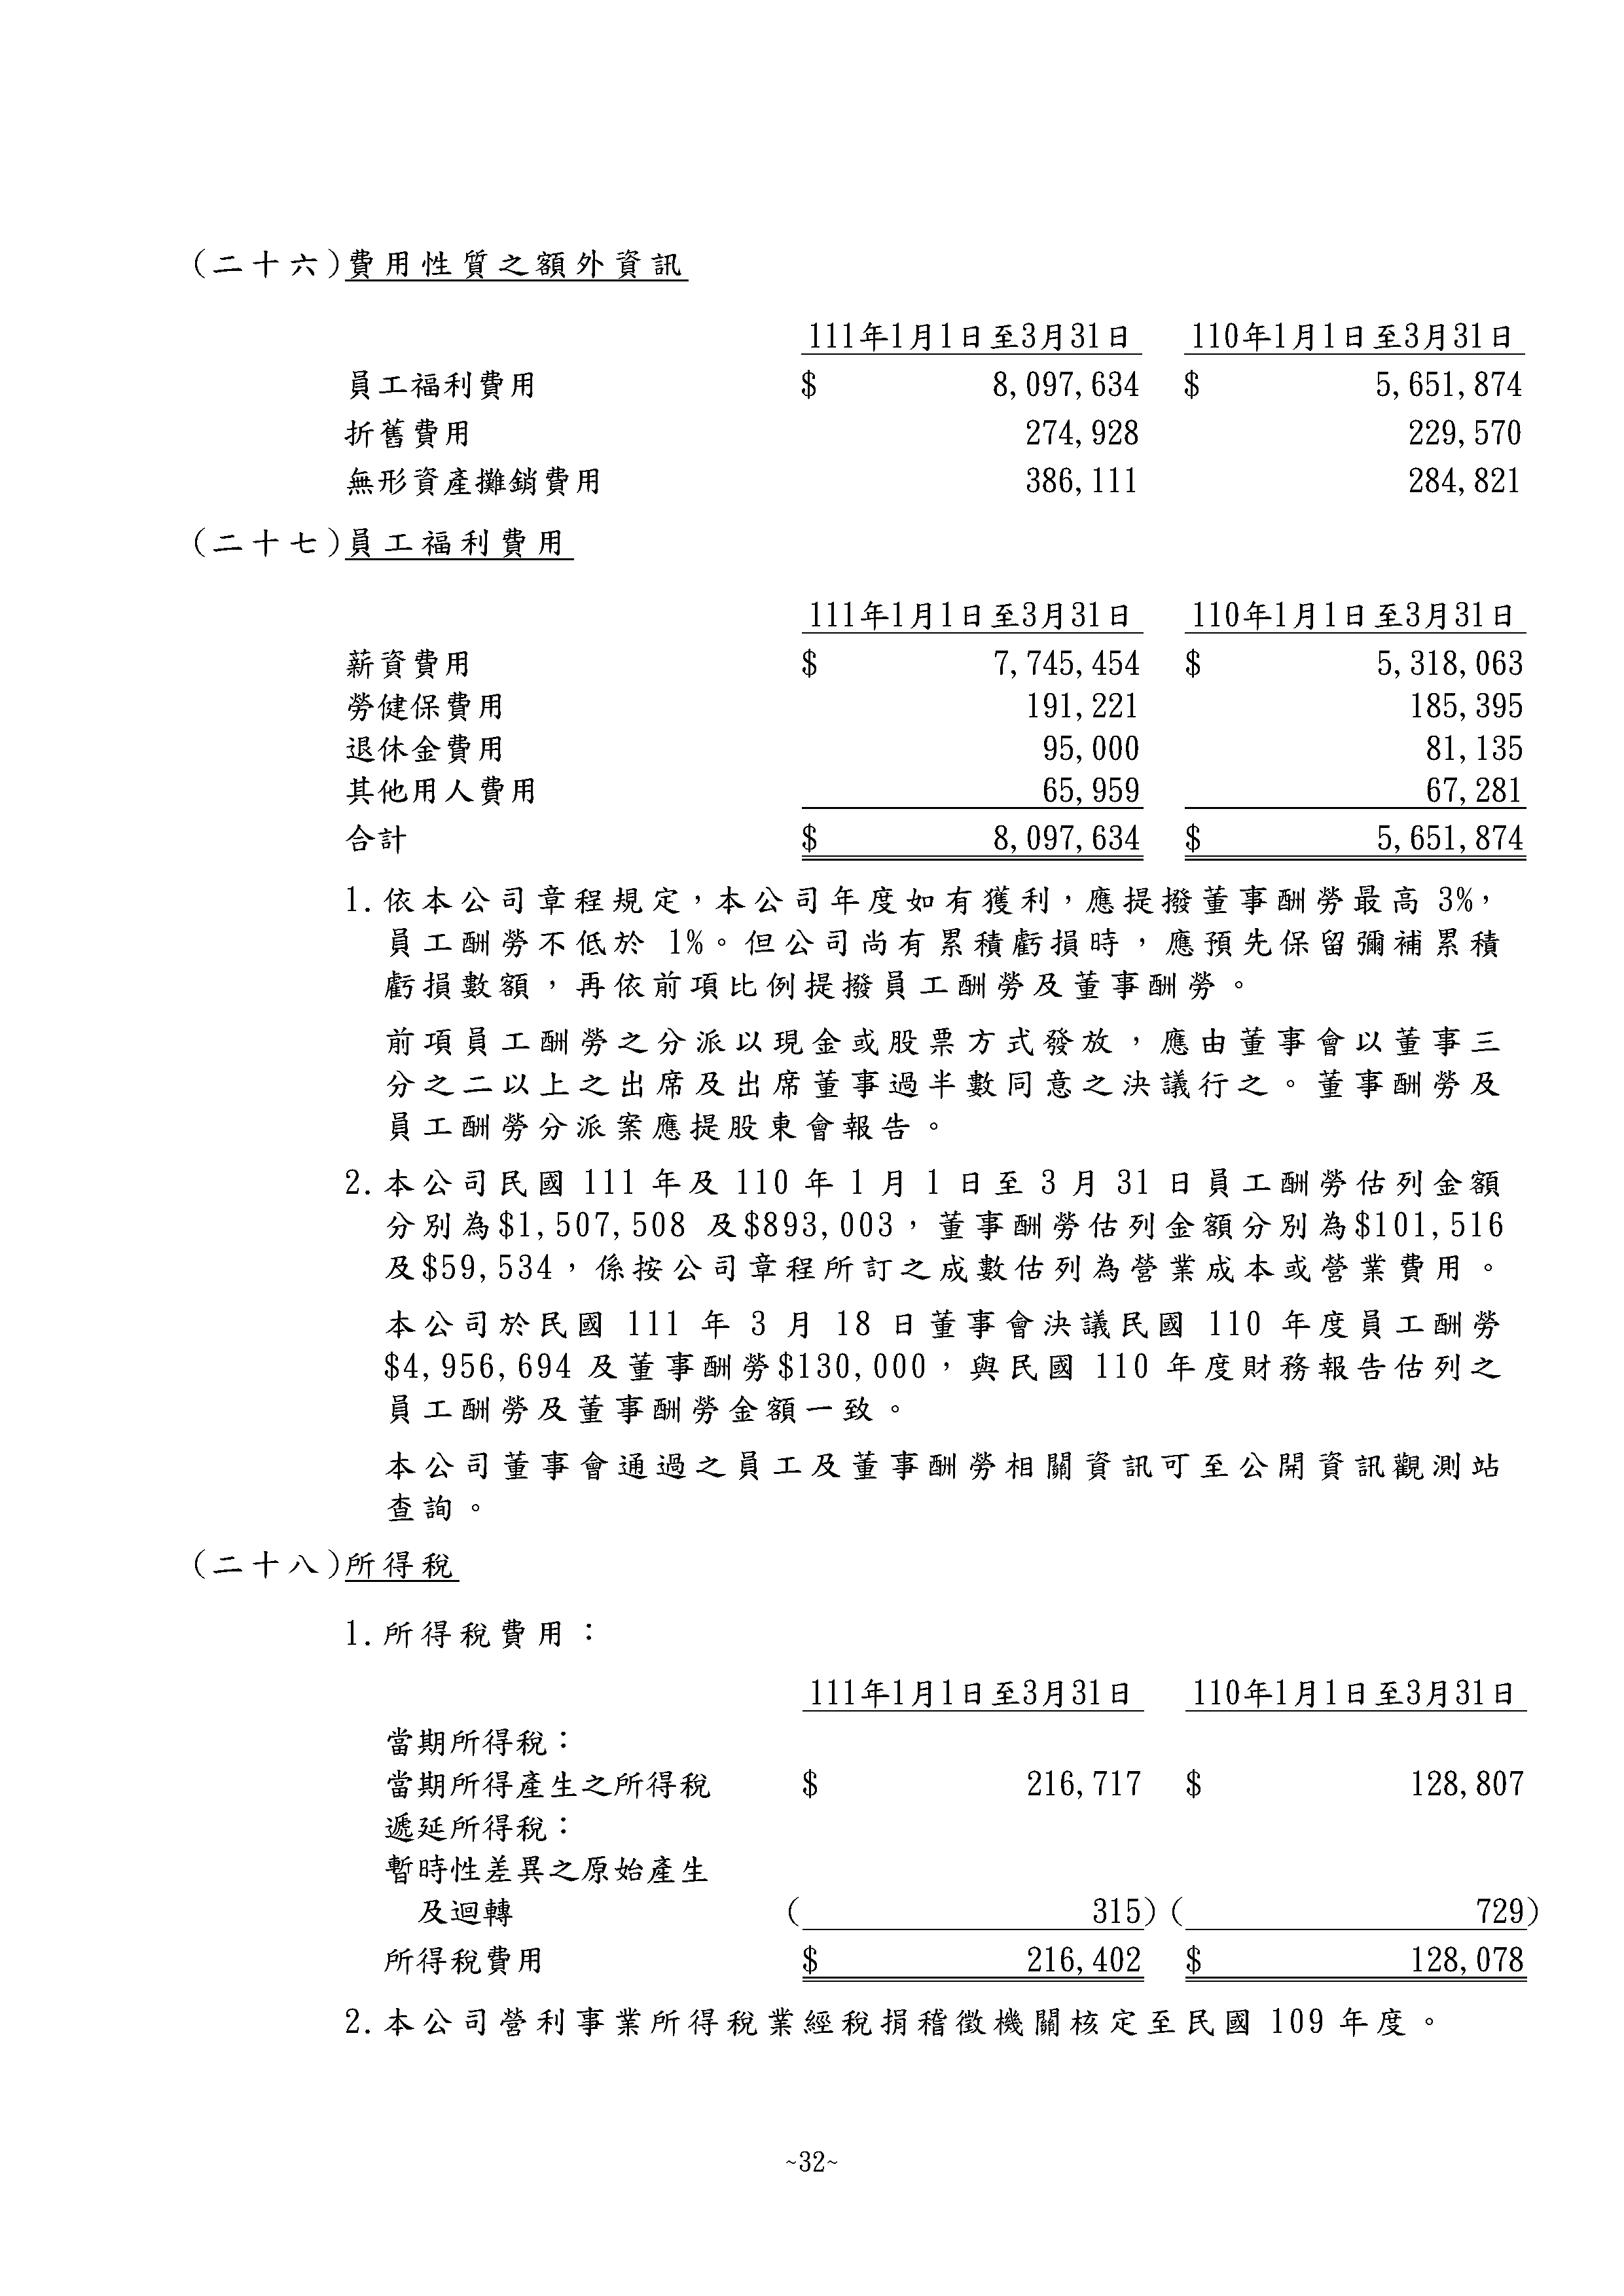 (二十六)費用性質之額外資訊
111年1月1日至3月31日 110年1月1日至3月31日
員工福利費用 $ 8,097,634 $ 5,651,874
折舊費用 274,928 229,570
無形資產攤銷費用 386,111 284,821
(二十七)員工福利費用
111年1月1日至3月31日 110年1月1日至3月31日
薪資費用 $ 7,745,454 $ 5,318,063
勞健保費用 191,221 185,395
退休金費用 95,000 81,135
其他用人費用 65,959 67,281
合計 $ 8,097,634 $ 5,651,874
1.依本公司章程規定，本公司年度如有獲利，應提撥董事酬勞最高 3%，
員工酬勞不低於 1%。但公司尚有累積虧損時，應預先保留彌補累積
虧損數額，再依前項比例提撥員工酬勞及董事酬勞。
前項員工酬勞之分派以現金或股票方式發放，應由董事會以董事三
分之二以上之出席及出席董事過半數同意之決議行之。董事酬勞及
員工酬勞分派案應提股東會報告。
2.本公司民國 111 年及 110 年 1 月 1 日至 3 月 31 日員工酬勞估列金額
分別為$1,507,508 及$893,003，董事酬勞估列金額分別為$101,516
及$59,534，係按公司章程所訂之成數估列為營業成本或營業費用。
本公司於民國 111 年 3 月 18 日董事會決議民國 110 年度員工酬勞
$4,956,694 及董事酬勞$130,000，與民國 110 年度財務報告估列之
員工酬勞及董事酬勞金額一致。
本公司董事會通過之員工及董事酬勞相關資訊可至公開資訊觀測站
查詢。
(二十八)所得稅
1.所得稅費用：
111年1月1日至3月31日 110年1月1日至3月31日
當期所得稅：
當期所得產生之所得稅 $ 216,717 $ 128,807
遞延所得稅：
暫時性差異之原始產生
及迴轉 ( 315) ( 729)
所得稅費用 $ 216,402 $ 128,078
2.本公司營利事業所得稅業經稅捐稽徵機關核定至民國 109 年度。
~32~